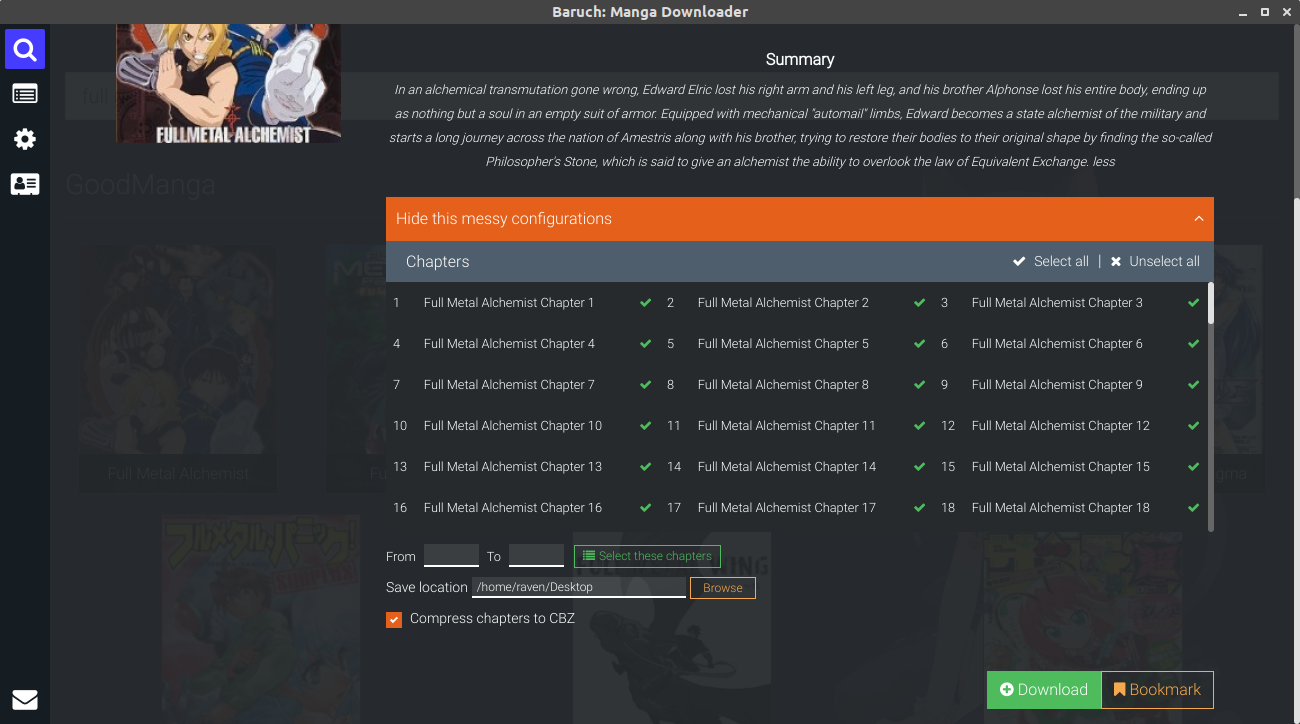 Baruch: Manga Downloader
FULLMETAL ALCHEMIST
Summary
In an alchemical transmutation gone wrong, Edward Elric lost his right arm and his left leg, and his brother Alphonse lost his entire body, ending up
as nothing but a soul in an empty suit of armor. Equipped with mechanical "automail" limbs, Edward becomes a state alchemist of the military and
starts a long journey across the nation of Amestris along with his brother, trying to restore their bodies to their original shape by finding the so-called
Philosopher's Stone, which is said to give an alchemist the ability to overlook the law of Equivalent Exchange. less
GoodManga
Hide this messy configurations
Chapters
Select all | Unselect all
1 Full Metal Alchemist Chapter 1 2 Full Metal Alchemist Chapter 2 3 Full Metal Alchemist Chapter 3
4 Full Metal Alchemist Chapter 4 5 Full Metal Alchemist Chapter 5 6 Full Metal Alchemist Chapter 6
7 Full Metal Alchemist Chapter 7 8 Full Metal Alchemist Chapter 8 9 Full Metal Alchemist Chapter 9
10 Full Metal Alchemist Chapter 10 11 Full Metal Alchemist Chapter 11 12 Full Metal Alchemist Chapter 12
13 Full Metal Alchemist Chapter 13 14 Full Metal Alchemist Chapter 14 15 Full Metal Alchemist Chapter 15
Full Metal Alchemist
16 Full Metal Alchemist Chapter 16 17 Full Metal Alchemist Chapter 17 18 Full Metal Alchemist Chapter 18
フルメタル・パニック!
From To Select these chapters
Save location /home/raven/Desktop Browse
Compress chapters to CBZ
Download Bookmark